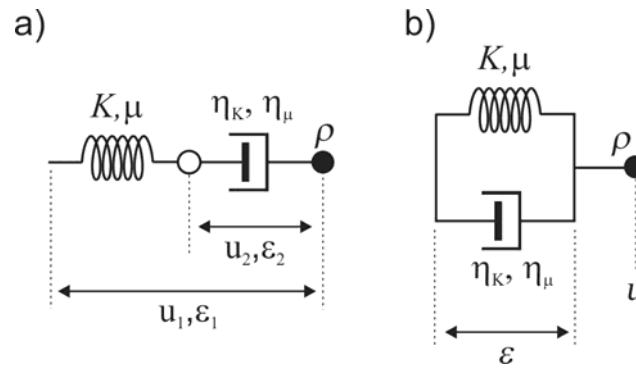 a)
K,μ
η_K, η_μ
ρ
u₂,ε₂
u₁,ε₁
b)
K,μ
ρ
η_K, η_μ
u
ε